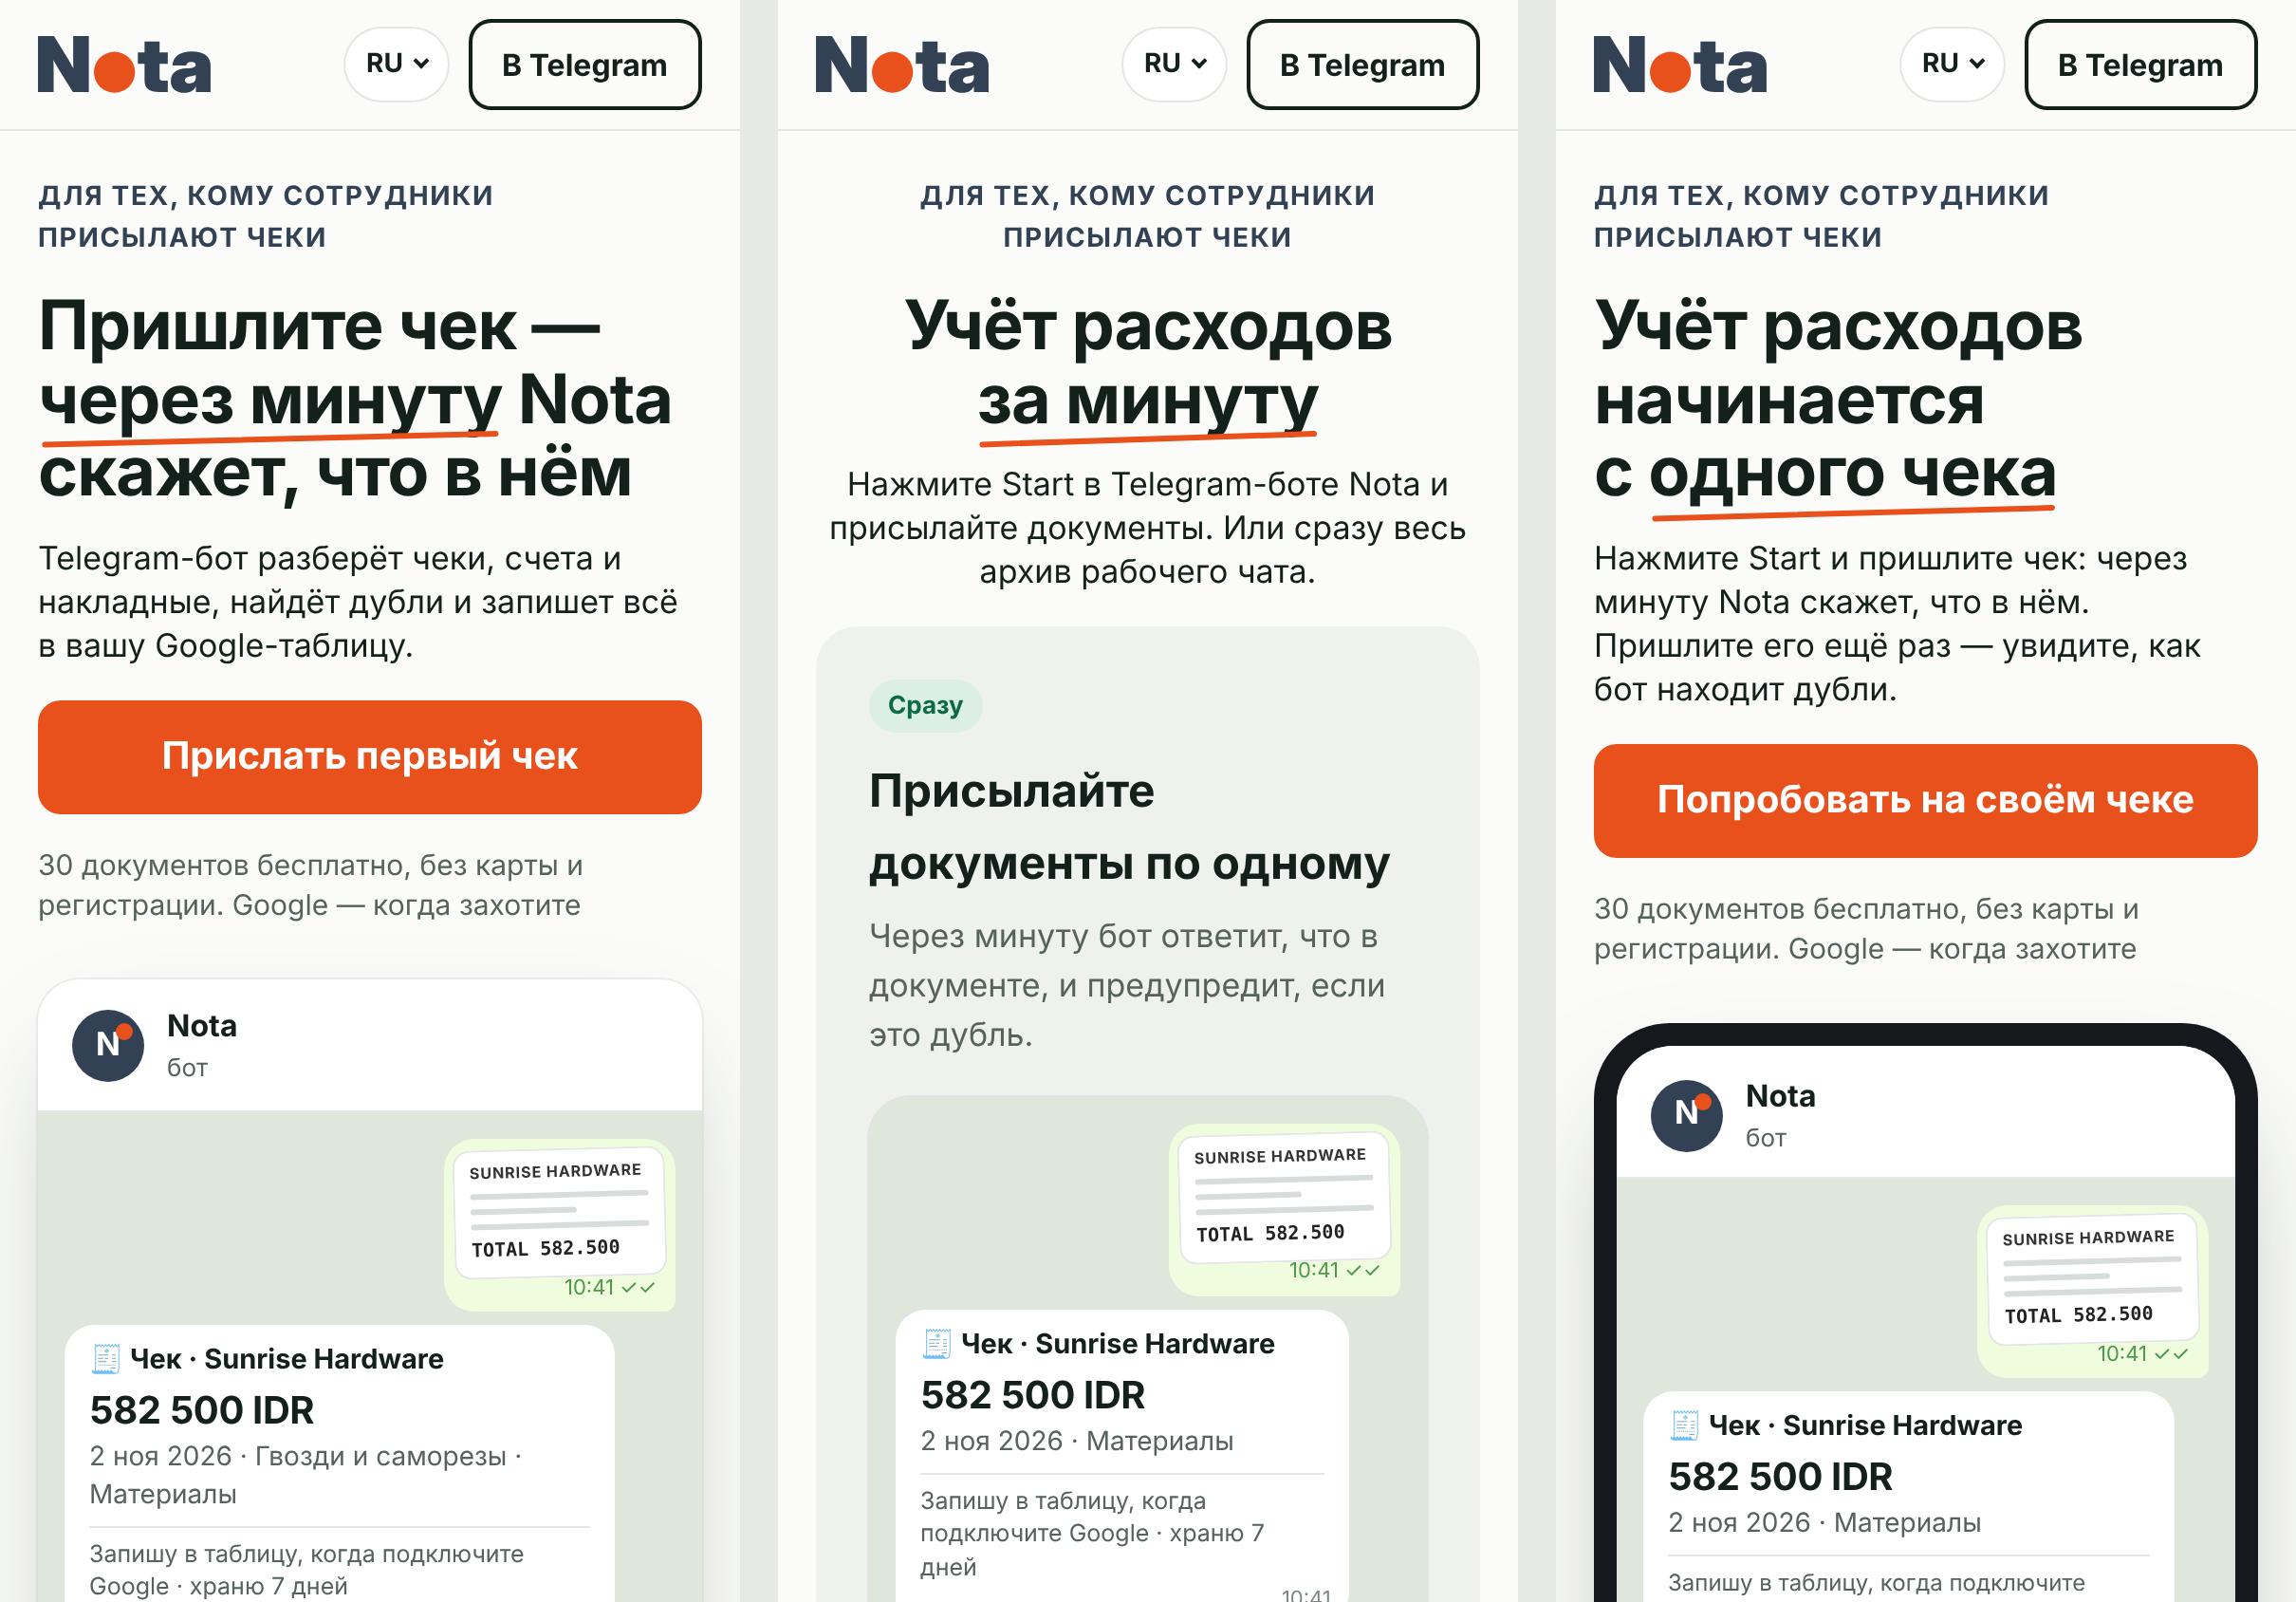 Nota
RU
В Telegram
ДЛЯ ТЕХ, КОМУ СОТРУДНИКИ
ПРИСЫЛАЮТ ЧЕКИ
Пришлите чек —
через минуту Nota
скажет, что в нём
Telegram-бот разберёт чеки, счета и
накладные, найдёт дубли и запишет всё
в вашу Google-таблицу.
Прислать первый чек
30 документов бесплатно, без карты и
регистрации. Google — когда захотите
N
Nota
бот
SUNRISE HARDWARE
TOTAL 582.500
10:41 ✓✓
🧾 Чек · Sunrise Hardware
582 500 IDR
2 ноя 2026 · Гвозди и саморезы ·
Материалы
Запишу в таблицу, когда подключите
Google · храню 7 дней
Nota
RU
В Telegram
ДЛЯ ТЕХ, КОМУ СОТРУДНИКИ
ПРИСЫЛАЮТ ЧЕКИ
Учёт расходов
за минуту
Нажмите Start в Telegram-боте Nota и
присылайте документы. Или сразу весь
архив рабочего чата.
Сразу
Присылайте
документы по одному
Через минуту бот ответит, что в
документе, и предупредит, если
это дубль.
SUNRISE HARDWARE
TOTAL 582.500
10:41 ✓✓
🧾 Чек · Sunrise Hardware
582 500 IDR
2 ноя 2026 · Материалы
Запишу в таблицу, когда
подключите Google · храню 7
дней
10:41
Nota
RU
В Telegram
ДЛЯ ТЕХ, КОМУ СОТРУДНИКИ
ПРИСЫЛАЮТ ЧЕКИ
Учёт расходов
начинается
с одного чека
Нажмите Start и пришлите чек: через
минуту Nota скажет, что в нём.
Пришлите его ещё раз — увидите, как
бот находит дубли.
Попробовать на своём чеке
30 документов бесплатно, без карты и
регистрации. Google — когда захотите
N
Nota
бот
SUNRISE HARDWARE
TOTAL 582.500
10:41 ✓✓
🧾 Чек · Sunrise Hardware
582 500 IDR
2 ноя 2026 · Материалы
Запишу в таблицу, когда подключите